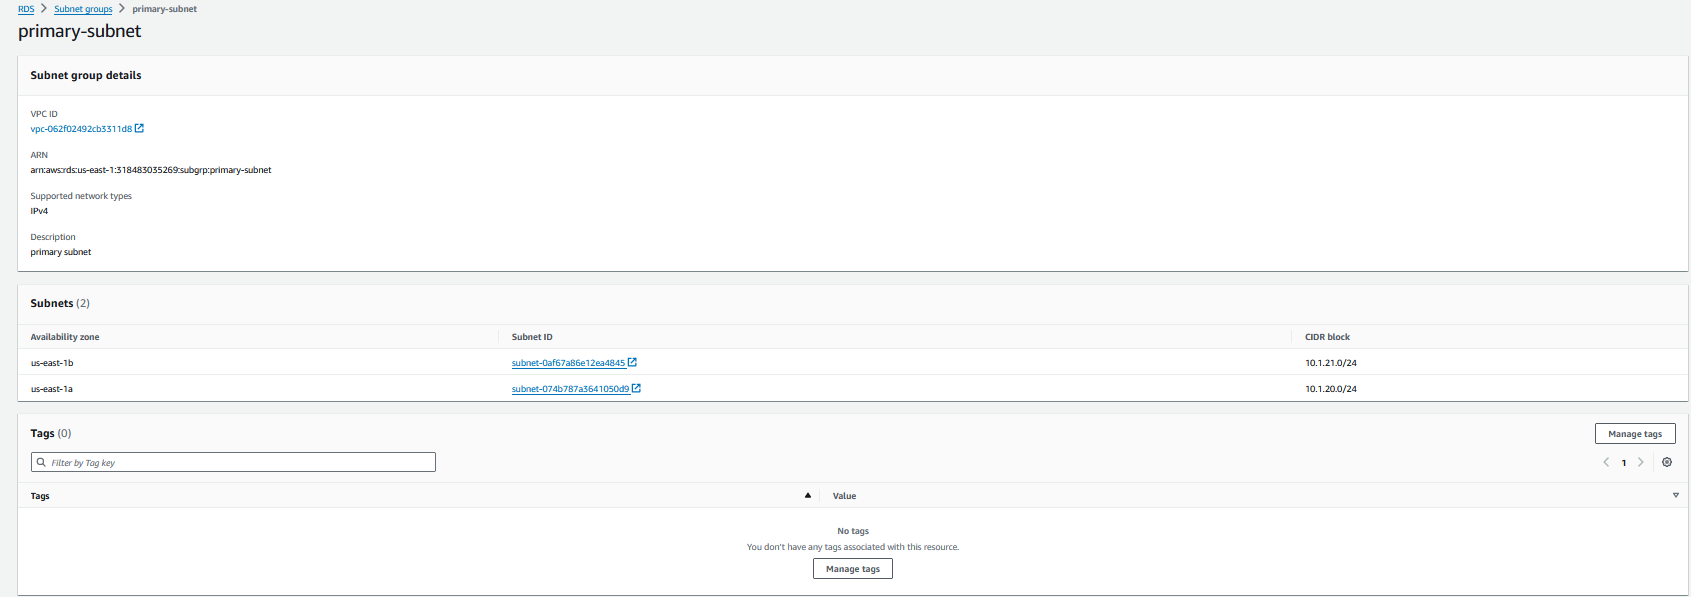 RDS > Subnet groups > primary-subnet
primary-subnet
Subnet group details
VPC ID
vpc-062f02492cb3311d8
ARN
arn:aws:rds:us-east-1:318483035269:subgrp:primary-subnet
Supported network types
IPv4
Description
primary subnet
Subnets (2)
Availability zone Subnet ID CIDR block
us-east-1b subnet-0af67a86e12ea4845 10.1.21.0/24
us-east-1a subnet-074b787a3641050d9 10.1.20.0/24
Tags (0) Manage tags
Filter by Tag key 1
Tags Value
No tags
You don't have any tags associated with this resource.
Manage tags